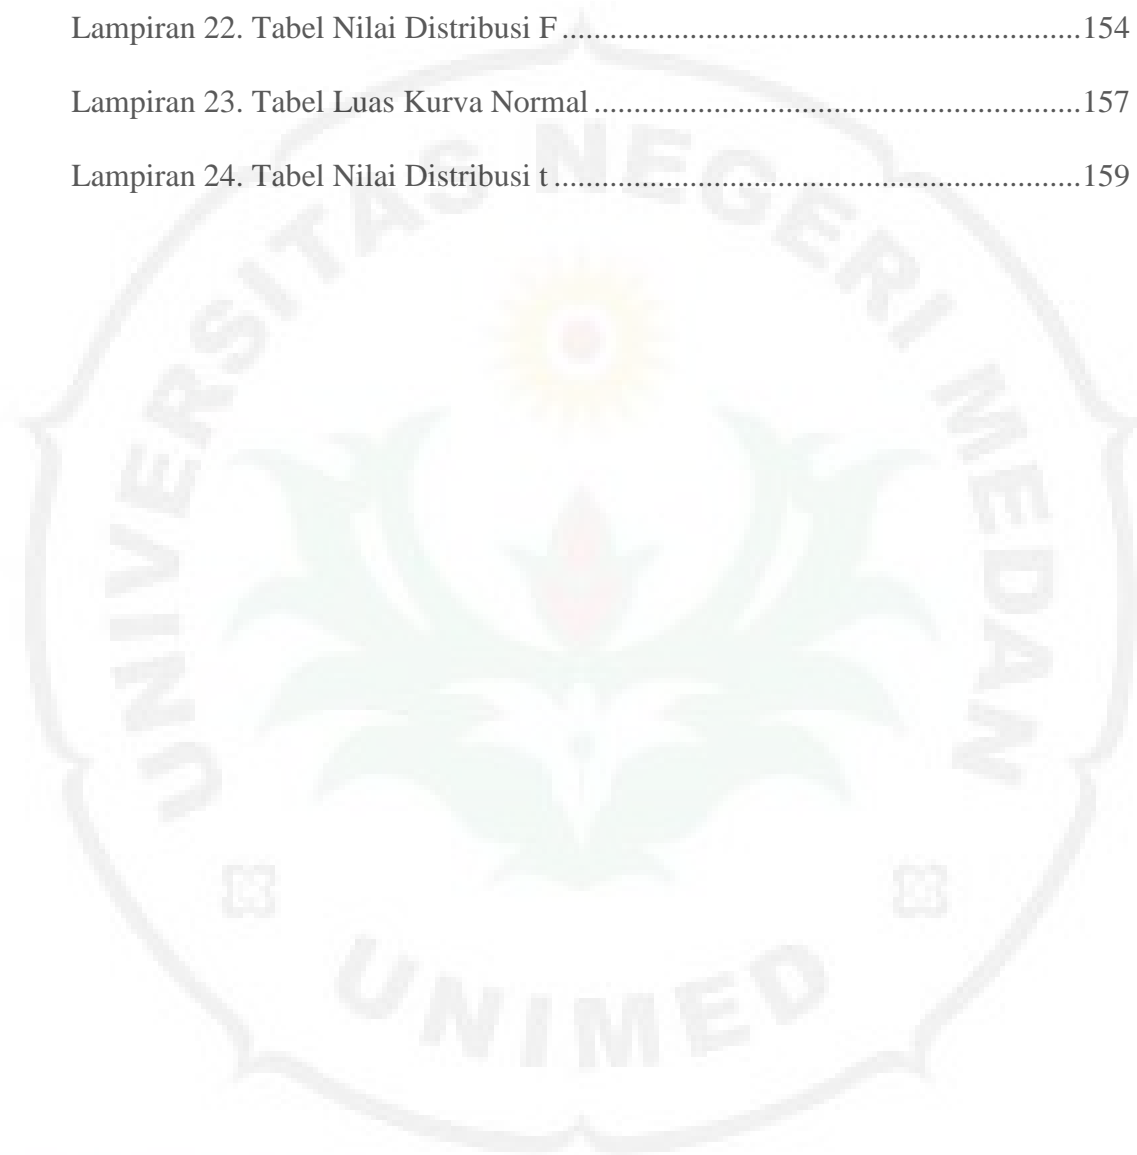 Lampiran 22. Tabel Nilai Distribusi F.................................................................154
Lampiran 23. Tabel Luas Kurva Normal.............................................................157
Lampiran 24. Tabel Nilai Distribusi t..................................................................159
UNIVERSITAS NEGERI MEDAN
UNIMED